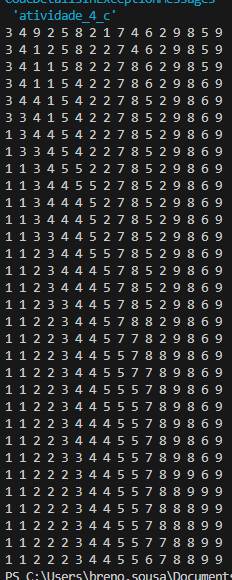 CodeDetailsInExceptionMessages
'atividade_4_c'
3 4 9 2 5 8 2 1 7 4 6 2 9 8 5 9
3 4 1 2 5 8 2 2 7 4 6 2 9 8 5 9
3 4 1 1 5 8 2 2 7 8 6 2 9 8 5 9
3 4 1 1 5 8 2 2 7 8 6 2 9 8 6 9
3 4 4 1 5 4 2 2 7 8 5 2 9 8 6 9
3 3 4 1 5 4 2 2 7 8 5 2 9 8 6 9
1 3 4 4 5 4 2 2 7 8 5 2 9 8 6 9
1 3 3 4 5 4 2 2 7 8 5 2 9 8 6 9
1 1 3 4 5 5 2 2 7 8 5 2 9 8 6 9
1 1 3 4 4 5 2 2 7 8 5 2 9 8 6 9
1 1 3 4 4 4 5 2 7 8 5 2 9 8 6 9
1 1 3 4 4 4 5 2 7 8 5 2 9 8 6 9
1 1 3 3 4 4 5 2 7 8 5 2 9 8 6 9
1 1 2 3 4 4 5 5 7 8 5 2 9 8 6 9
1 1 2 3 4 4 4 5 7 8 5 2 9 8 6 9
1 1 2 3 4 4 4 5 7 8 5 2 9 8 6 9
1 1 2 3 3 4 4 5 7 8 5 2 9 8 6 9
1 1 2 2 3 4 4 5 7 8 8 2 9 8 6 9
1 1 2 2 3 4 4 5 7 7 8 2 9 8 6 9
1 1 2 2 3 4 4 5 5 7 8 8 9 8 6 9
1 1 2 2 3 4 4 5 5 7 7 8 9 8 6 9
1 1 2 2 3 4 4 5 5 5 7 8 9 8 6 9
1 1 2 2 3 4 4 5 5 5 7 8 9 8 6 9
1 1 2 2 3 4 4 5 5 5 7 8 9 8 6 9
1 1 2 2 3 4 4 5 5 5 7 8 9 8 6 9
1 1 2 2 3 3 4 4 5 5 7 8 9 8 6 9
1 1 2 2 2 3 4 4 5 5 7 8 9 9 6 9
1 1 2 2 2 3 4 4 5 5 7 8 8 9 9 9
1 1 2 2 2 3 4 4 5 5 7 8 8 8 9 9
1 1 2 2 2 3 4 4 5 5 7 8 8 8 9 9
1 1 2 2 2 3 4 4 5 5 7 7 8 8 9 9
1 1 2 2 2 3 4 4 5 5 6 7 8 8 9 9
PS C:\Users\breno.sousa\Documents